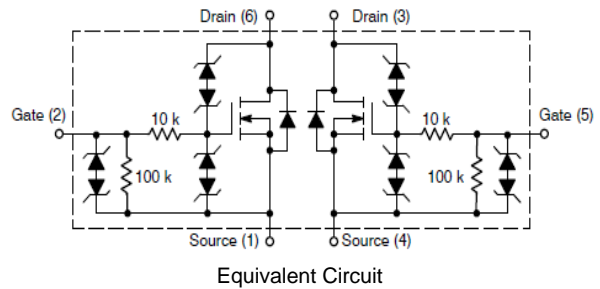 Drain (6) Drain (3)
Gate (2) 10 k 10 k Gate (5)
100 k 100 k
Source (1) Source (4)
Equivalent Circuit